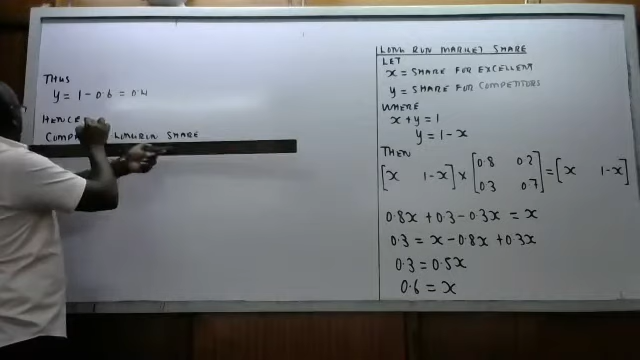 THUS
y = 1 - 0.6 = 0.4
HENCE
LONGRUN SHARE
LONG RUN MARKET SHARE
LET
x = SHARE FOR EXCELLENT
y = SHARE FOR COMPETITORS
WHERE
x + y = 1
y = 1 - x
THEN
[x 1-x] × [0.8 0.2 = [x 1-x]
0.3 0.7]
0.8x + 0.3 - 0.3x = x
0.3 = x - 0.8x + 0.3x
0.3 = 0.5x
0.6 = x